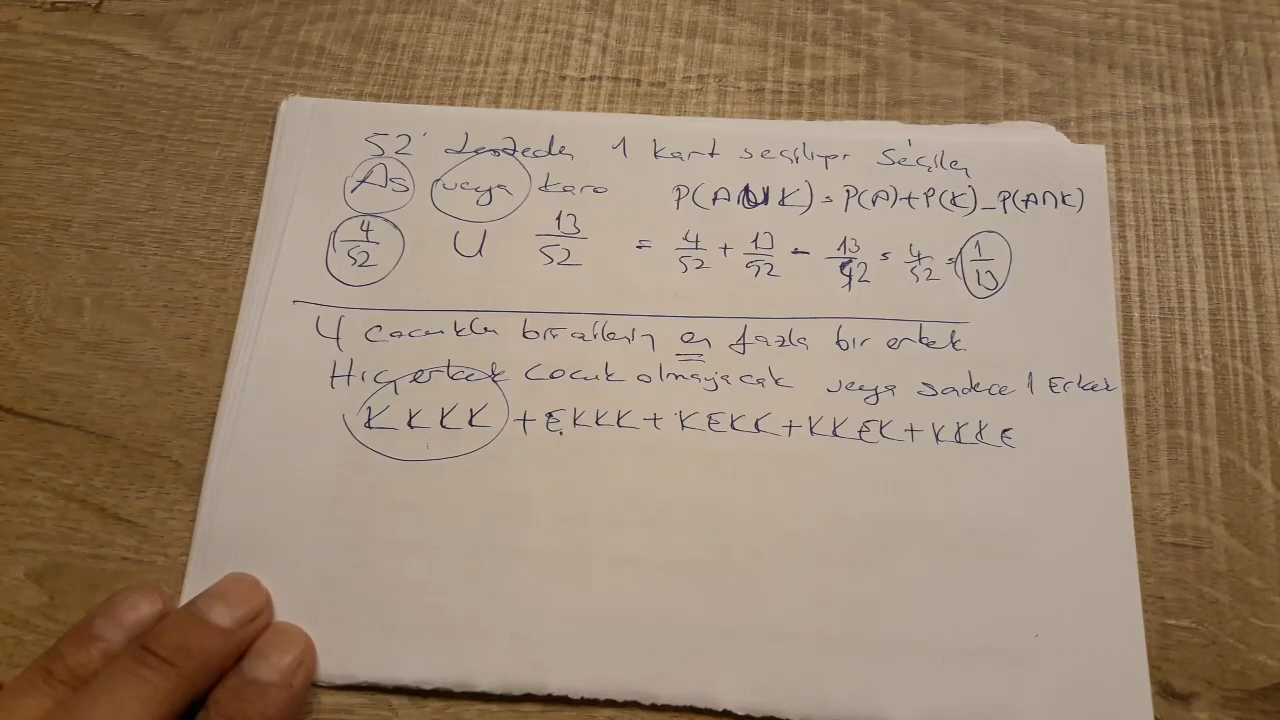 52' destede 1 kart seçiliyor Seçilen
As veya karo P(AUK) = P(A)+P(K)-P(A∩K)
4/52 U 13/52 = 4/52 + 13/52 - 13/52 = 4/52 = 1/13
4 çocuklu bir ailenin en fazla bir erkek
Hiç erkek çocuk olmayacak veya sadece 1 Erkek
KKKK + EKKK + KEKK + KKEK + KKKE